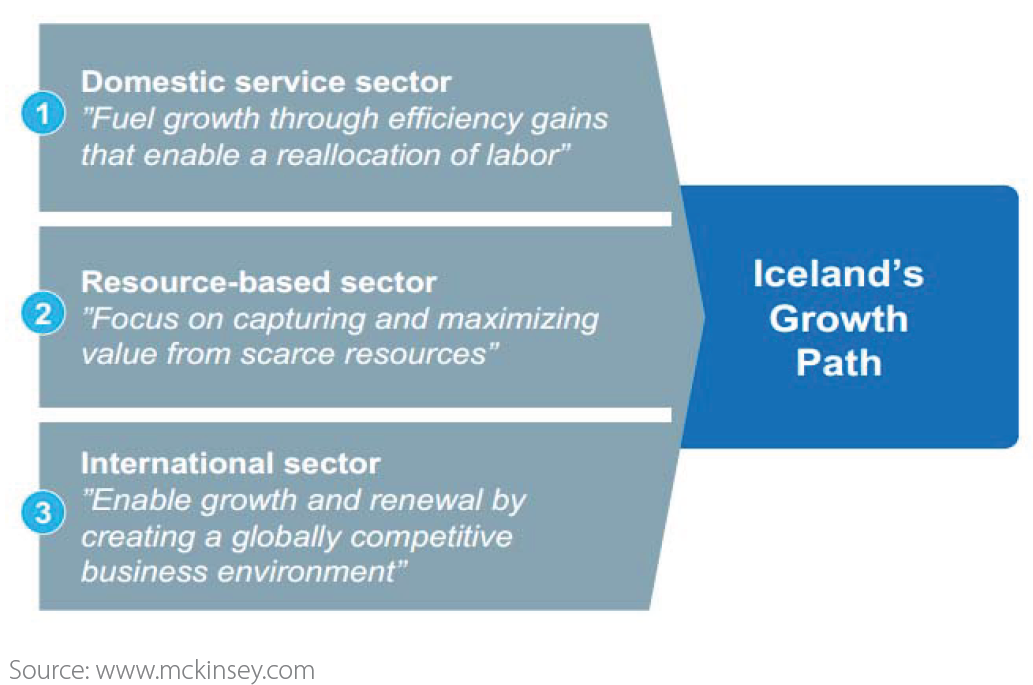 Domestic service sector
1
”Fuel growth through efficiency gains
that enable a reallocation of labor”
Resource-based sector
2
”Focus on capturing and maximizing
value from scarce resources”
International sector
3
”Enable growth and renewal by
creating a globally competitive
business environment”
Iceland’s
Growth
Path
Source: www.mckinsey.com